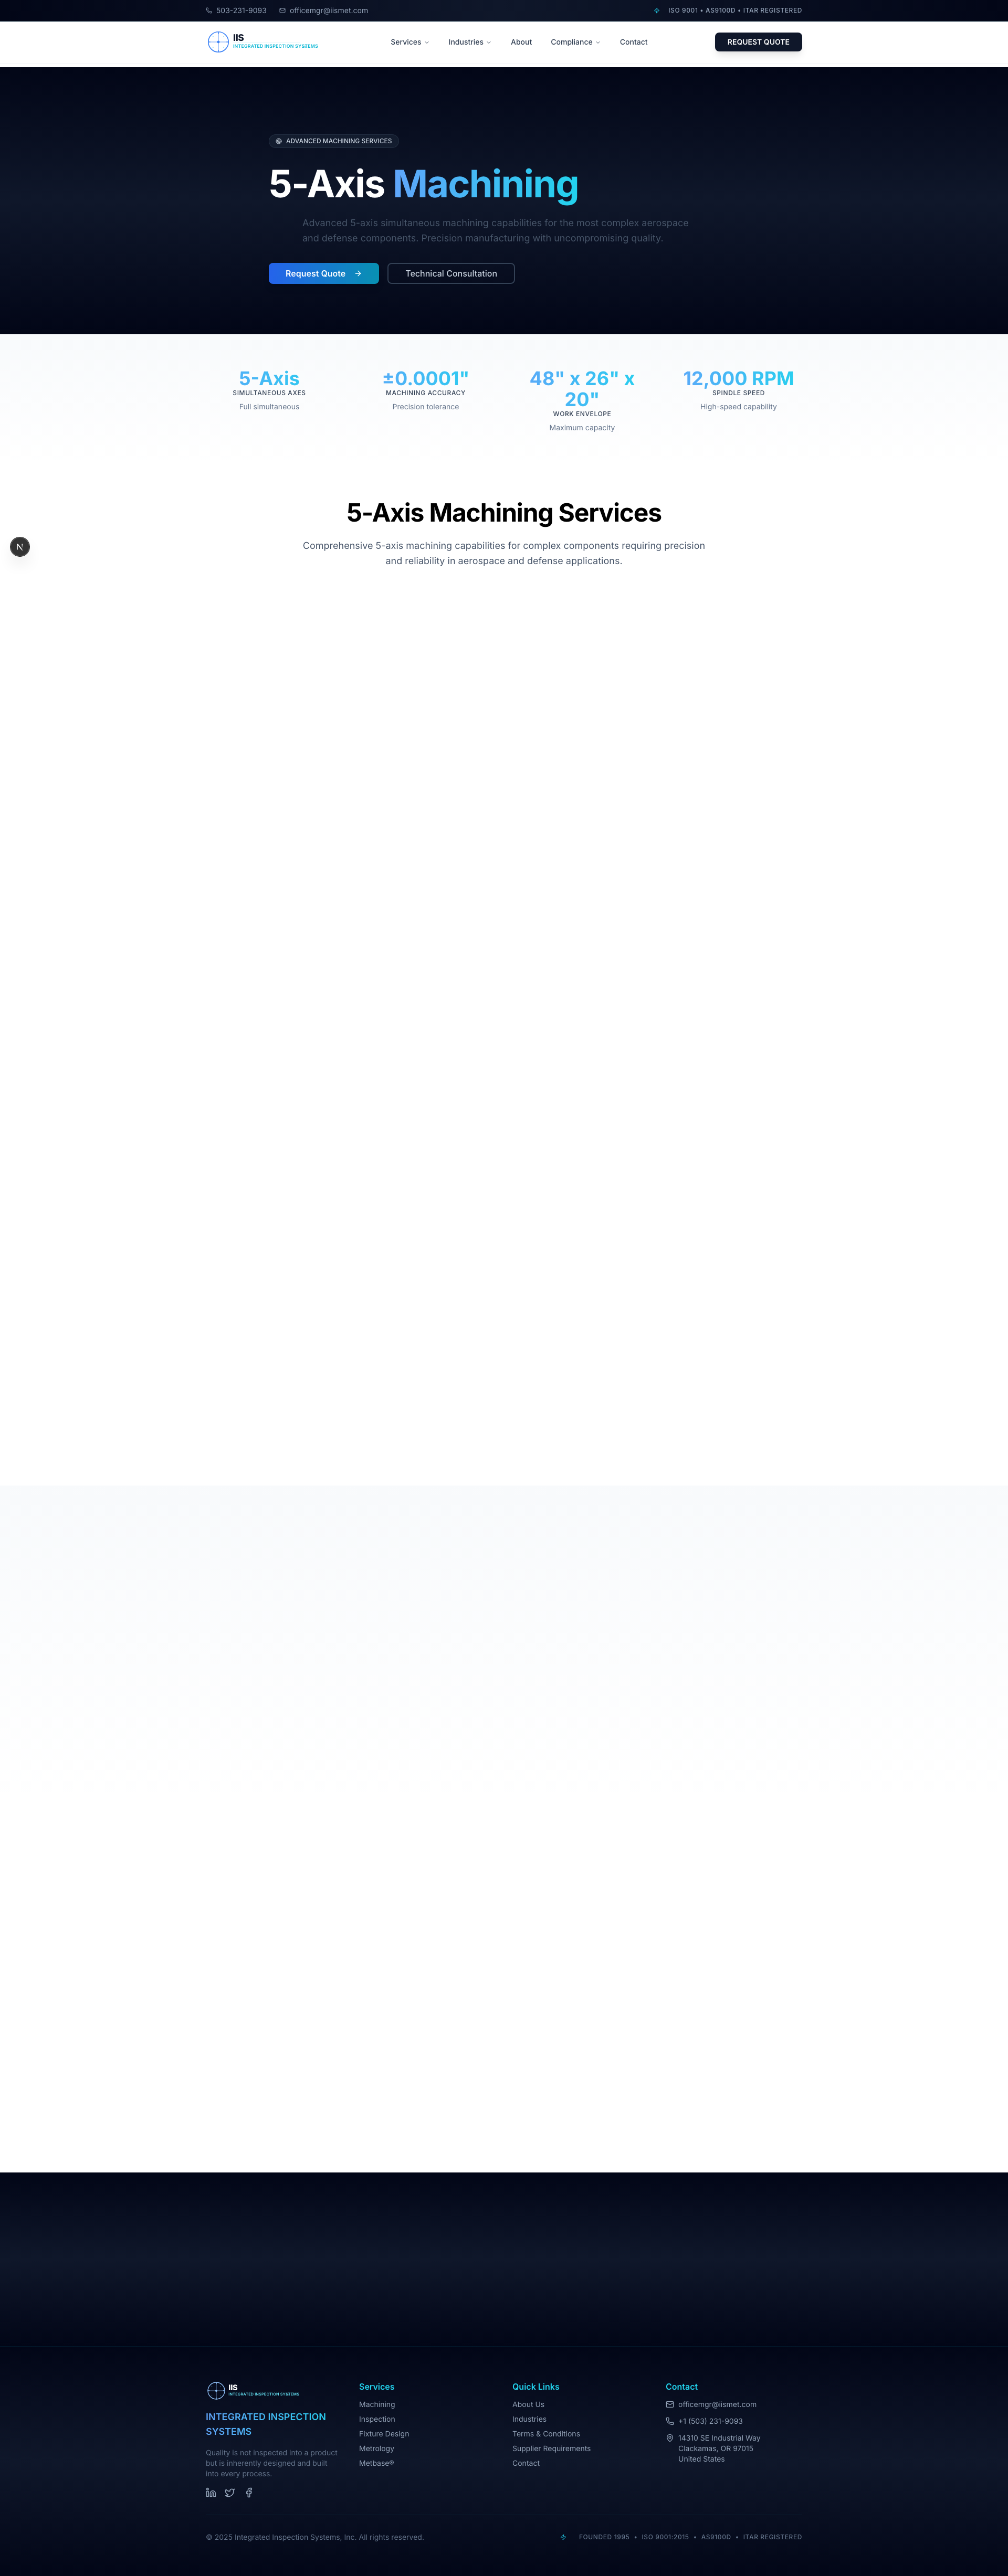 503-231-9093 officemgr@iismet.com ISO 9001 • AS9100D • ITAR REGISTERED
IIS
INTEGRATED INSPECTION SYSTEMS
Services Industries About Compliance Contact REQUEST QUOTE
ADVANCED MACHINING SERVICES
5-Axis Machining
Advanced 5-axis simultaneous machining capabilities for the most complex aerospace
and defense components. Precision manufacturing with uncompromising quality.
Request Quote Technical Consultation
5-Axis
SIMULTANEOUS AXES
Full simultaneous
±0.0001"
MACHINING ACCURACY
Precision tolerance
48" x 26" x
20"
WORK ENVELOPE
Maximum capacity
12,000 RPM
SPINDLE SPEED
High-speed capability
5-Axis Machining Services
Comprehensive 5-axis machining capabilities for complex components requiring precision
and reliability in aerospace and defense applications.
N
IIS
INTEGRATED INSPECTION SYSTEMS
INTEGRATED INSPECTION
SYSTEMS
Quality is not inspected into a product
but is inherently designed and built
into every process.
Services
Machining
Inspection
Fixture Design
Metrology
Metbase®
Quick Links
About Us
Industries
Terms & Conditions
Supplier Requirements
Contact
Contact
officemgr@iismet.com
+1 (503) 231-9093
14310 SE Industrial Way
Clackamas, OR 97015
United States
© 2025 Integrated Inspection Systems, Inc. All rights reserved.
FOUNDED 1995 • ISO 9001:2015 • AS9100D • ITAR REGISTERED